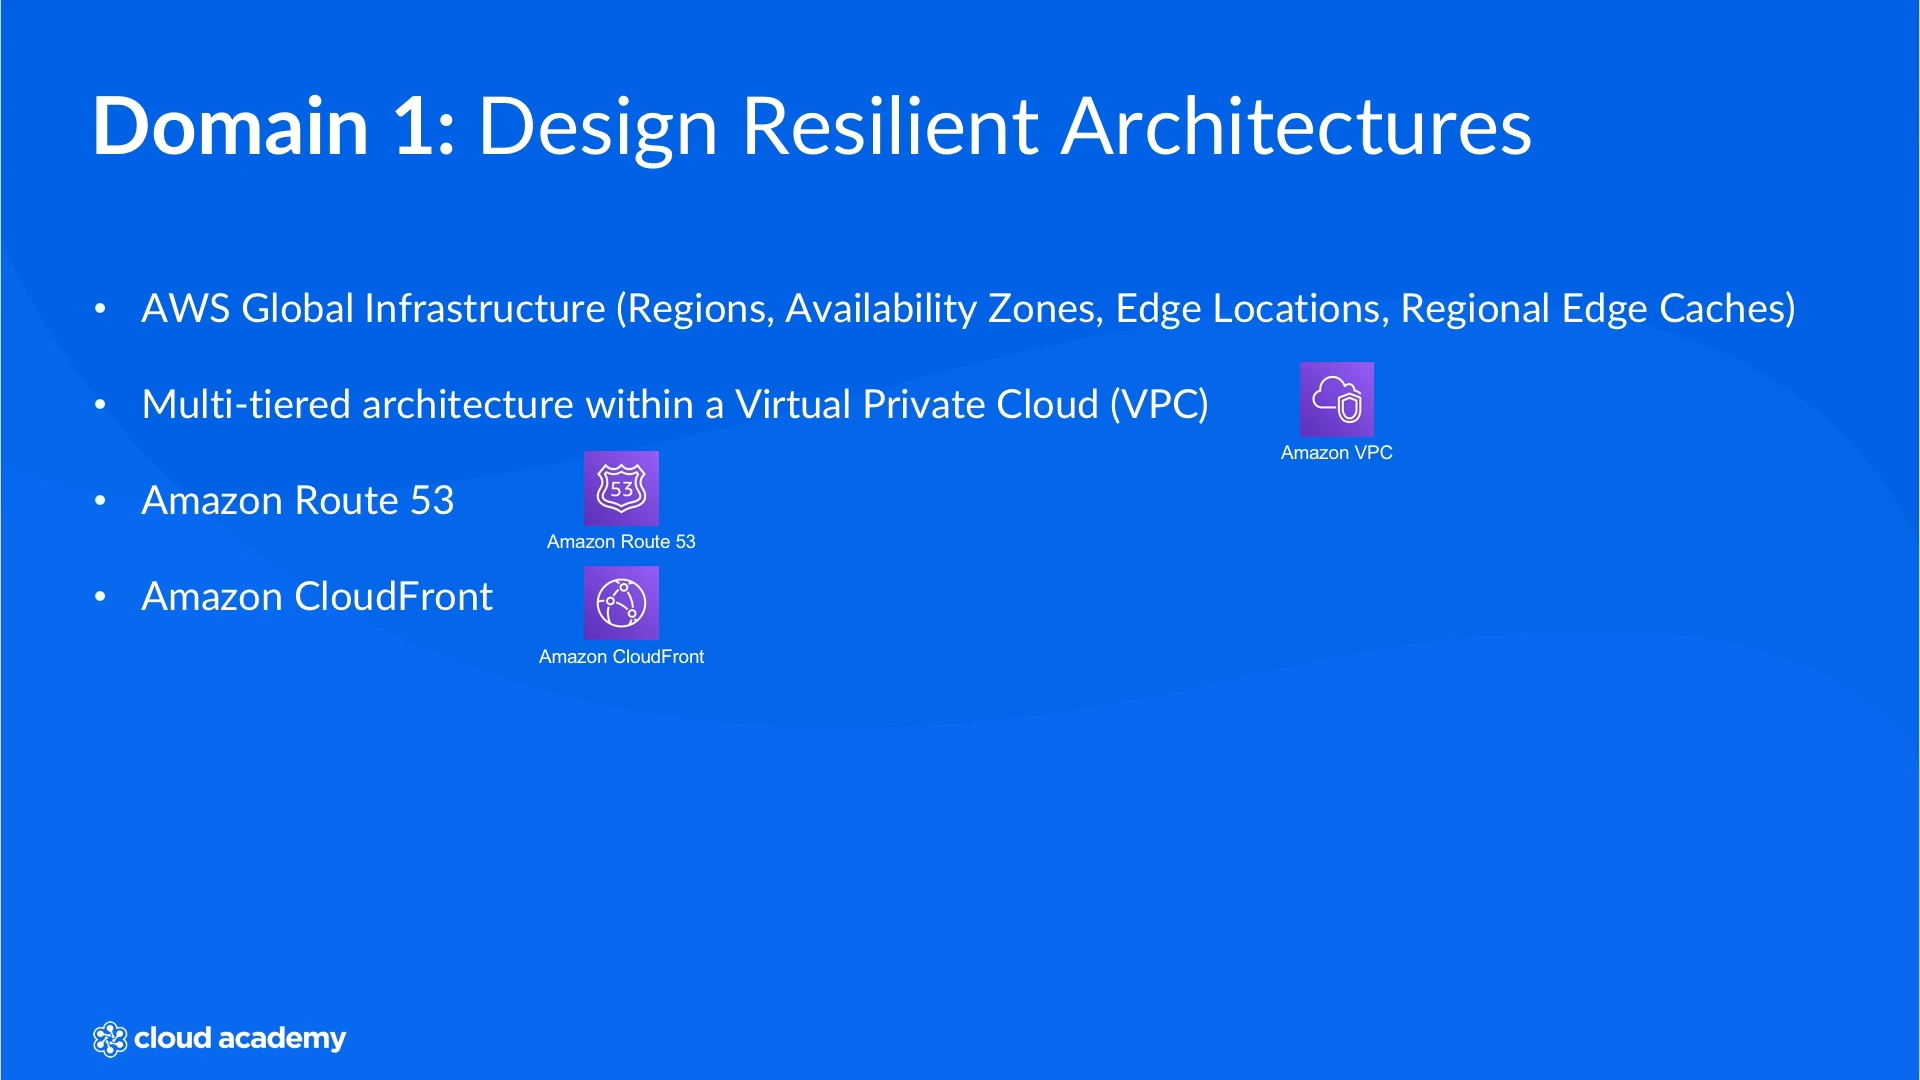 Domain 1: Design Resilient Architectures
• AWS Global Infrastructure (Regions, Availability Zones, Edge Locations, Regional Edge Caches)
• Multi-tiered architecture within a Virtual Private Cloud (VPC)
Amazon VPC
• Amazon Route 53
53
Amazon Route 53
• Amazon CloudFront
Amazon CloudFront
cloud academy